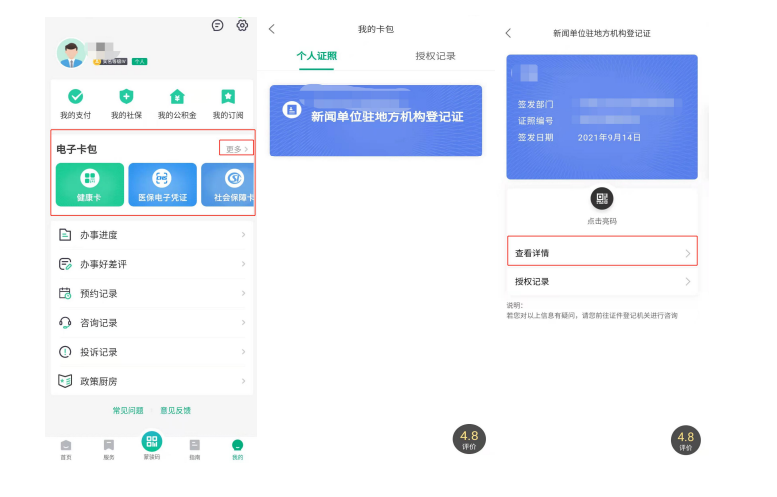 个人
我的支付
我的社保
我的公积金
我的订阅
电子卡包
更多
健康卡
医保电子凭证
社会保障卡
办事进度
办事好差评
预约记录
咨询记录
投诉记录
政策厨房
常见问题
意见反馈
首页
服务
蒙速码
指南
我的
我的卡包
个人证照
授权记录
新闻单位驻地方机构登记证
4.8
评价
新闻单位驻地方机构登记证
签发部门
证照编号
签发日期 2021年9月14日
点击亮码
查看详情
授权记录
说明:
若您对以上信息有疑问，请您前往证件登记机关进行咨询
4.8
评价